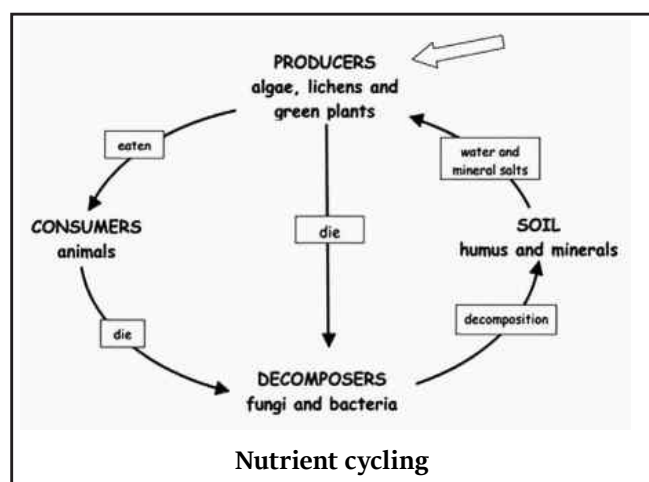 PRODUCERS
algae, lichens and
green plants
eaten
water and
mineral salts
CONSUMERS
animals
die
SOIL
humus and minerals
die
decomposition
DECOMPOSERS
fungi and bacteria
Nutrient cycling